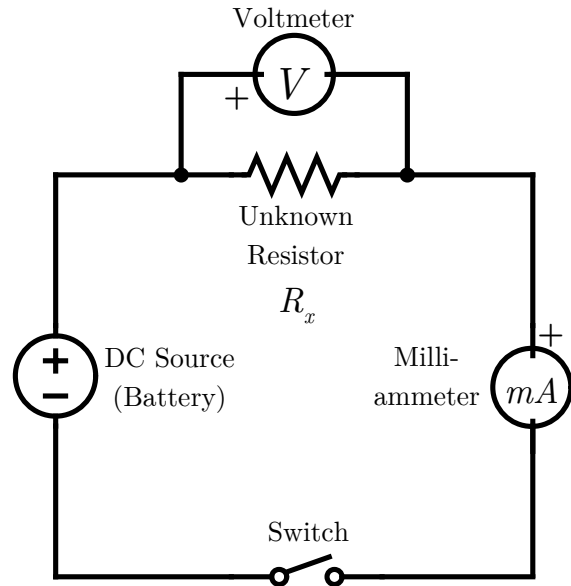 Voltmeter
V
+
Unknown
Resistor
R_x
+
DC Source
(Battery)
+
−
Milli-
ammeter
mA
Switch